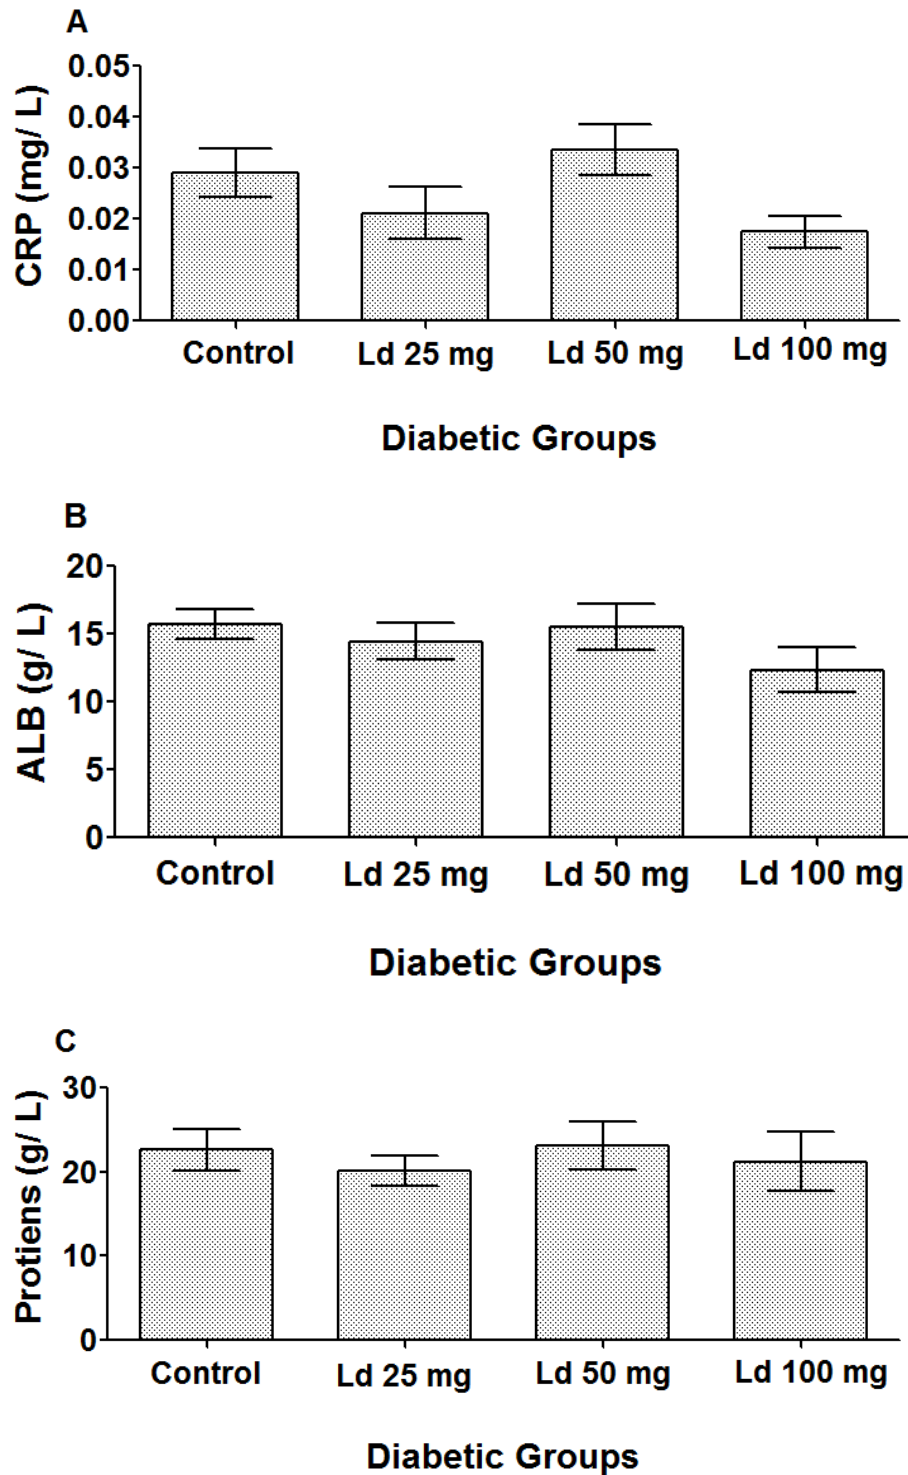 A
CRP (mg/ L)
0.05
0.04
0.03
0.02
0.01
0.00
Control Ld 25 mg Ld 50 mg Ld 100 mg
Diabetic Groups
B
ALB (g/ L)
20
15
10
5
0
Control Ld 25 mg Ld 50 mg Ld 100 mg
Diabetic Groups
C
Protiens (g/ L)
30
20
10
0
Control Ld 25 mg Ld 50 mg Ld 100 mg
Diabetic Groups